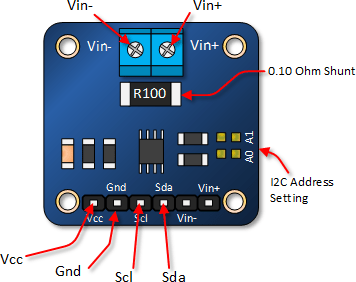 Vin- Vin+
Vin- Vin+
R100
0.10 Ohm Shunt
A1
A0
I2C Address
Setting
Gnd Sda Vin+
Vcc Scl Vin-
Vcc
Gnd
Scl
Sda